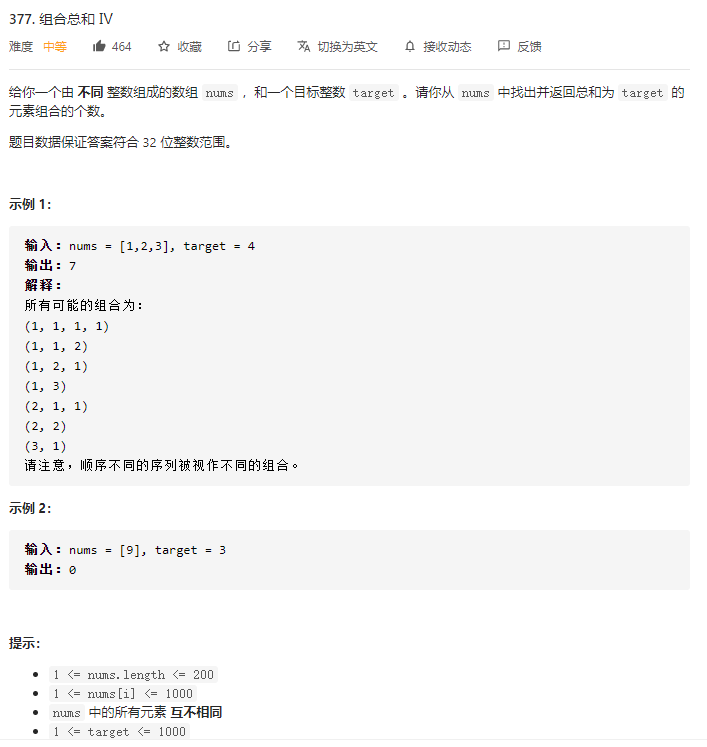 377. 组合总和 IV
难度 中等 464 收藏 分享 切换为英文 接收动态 反馈
给你一个由 不同 整数组成的数组 nums ，和一个目标整数 target 。请你从 nums 中找出并返回总和为 target 的
元素组合的个数。
题目数据保证答案符合 32 位整数范围。
示例 1：
输入：nums = [1,2,3], target = 4
输出：7
解释：
所有可能的组合为：
(1, 1, 1, 1)
(1, 1, 2)
(1, 2, 1)
(1, 3)
(2, 1, 1)
(2, 2)
(3, 1)
请注意，顺序不同的序列被视作不同的组合。
示例 2：
输入：nums = [9], target = 3
输出：0
提示：
1 <= nums.length <= 200
1 <= nums[i] <= 1000
nums 中的所有元素 互不相同
1 <= target <= 1000